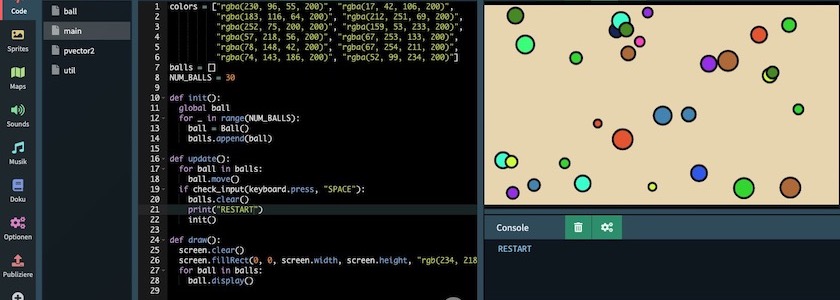 Code
Sprites
Maps
Sounds
Musik
Doku
Optionen
Publiziere
ball
main
pvector2
util
1 colors = ["rgba(230, 96, 55, 200)", "rgba(17, 42, 106, 200)",
2 "rgba(183, 116, 64, 200)", "rgba(212, 251, 69, 200)",
3 "rgba(252, 75, 200, 200)", "rgba(159, 53, 233, 200)",
4 "rgba(57, 218, 56, 200)", "rgba(67, 253, 133, 200)",
5 "rgba(78, 148, 42, 200)", "rgba(67, 254, 211, 200)",
6 "rgba(74, 143, 186, 200)", "rgba(52, 99, 234, 200)"]
7 balls = []
8 NUM_BALLS = 30
9
10 def init():
11 global ball
12 for _ in range(NUM_BALLS):
13 ball = Ball()
14 balls.append(ball)
15
16 def update():
17 for ball in balls:
18 ball.move()
19 if check_input(keyboard.press, "SPACE"):
20 balls.clear()
21 print("RESTART")
22 init()
23
24 def draw():
25 screen.clear()
26 screen.fillRect(0, 0, screen.width, screen.height, "rgb(234, 218
27 for ball in balls:
28 ball.display()
29
Console
RESTART